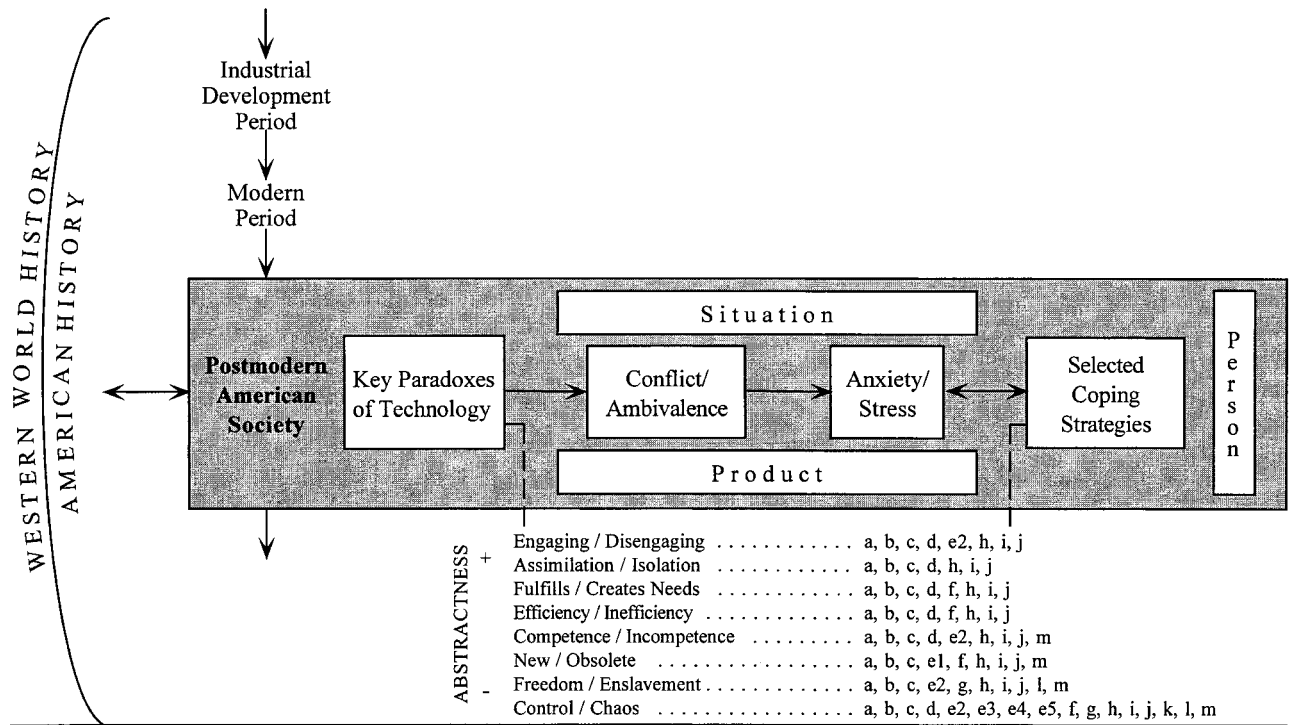 Industrial
Development
Period
Modern
Period
WESTERN WORLD HISTORY
AMERICAN HISTORY
Postmodern
American
Society
Key Paradoxes
of Technology
Situation
Conflict/
Ambivalence
Anxiety/
Stress
Product
Selected
Coping
Strategies
Person
ABSTRACTNESS
+
-
Engaging / Disengaging . . . . . . . . . . . . a, b, c, d, e2, h, i, j
Assimilation / Isolation . . . . . . . . . . . . a, b, c, d, h, i, j
Fulfills / Creates Needs . . . . . . . . . . . . a, b, c, d, f, h, i, j
Efficiency / Inefficiency . . . . . . . . . . . . . a, b, c, d, f, h, i, j
Competence / Incompetence . . . . . . . . . a, b, c, d, e2, h, i, j, m
New / Obsolete . . . . . . . . . . . . . . . . . a, b, c, e1, f, h, i, j, m
Freedom / Enslavement . . . . . . . . . . . . . a, b, c, e2, g, h, i, j, l, m
Control / Chaos . . . . . . . . . . . . . . . . . a, b, c, d, e2, e3, e4, e5, f, g, h, i, j, k, l, m